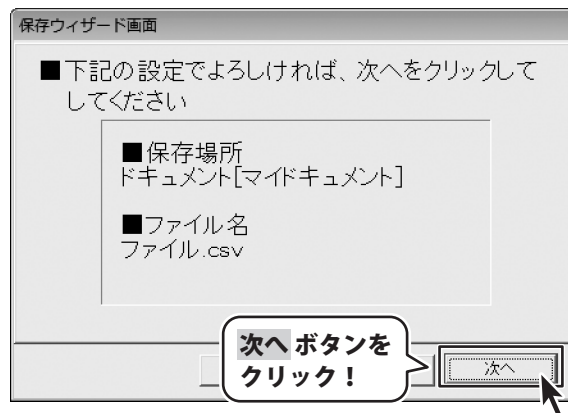 保存ウィザード画面
■下記の設定でよろしければ、次へをクリックして
してください
■保存場所
ドキュメント[マイドキュメント]
■ファイル名
ファイル.csv
次へ ボタンを
クリック！
次へ